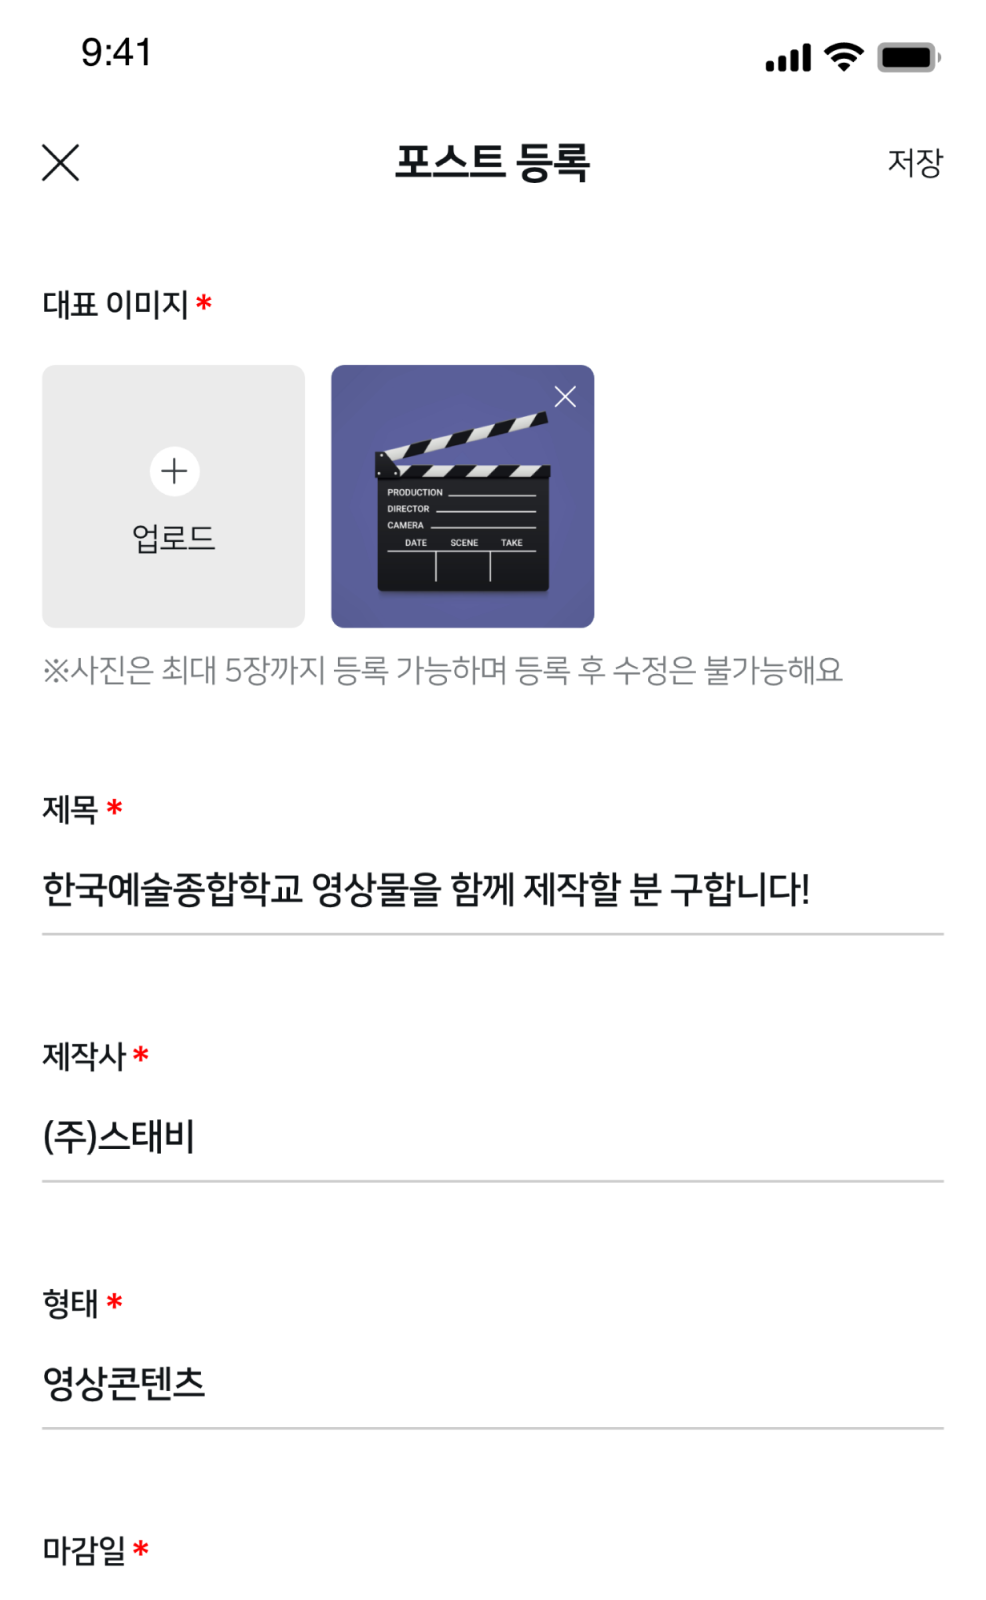 9:41
포스트 등록
저장
대표 이미지 *
업로드
PRODUCTION
DIRECTOR
CAMERA
DATE SCENE TAKE
※사진은 최대 5장까지 등록 가능하며 등록 후 수정은 불가능해요
제목 *
한국예술종합학교 영상물을 함께 제작할 분 구합니다!
제작사 *
(주)스태비
형태 *
영상콘텐츠
마감일 *